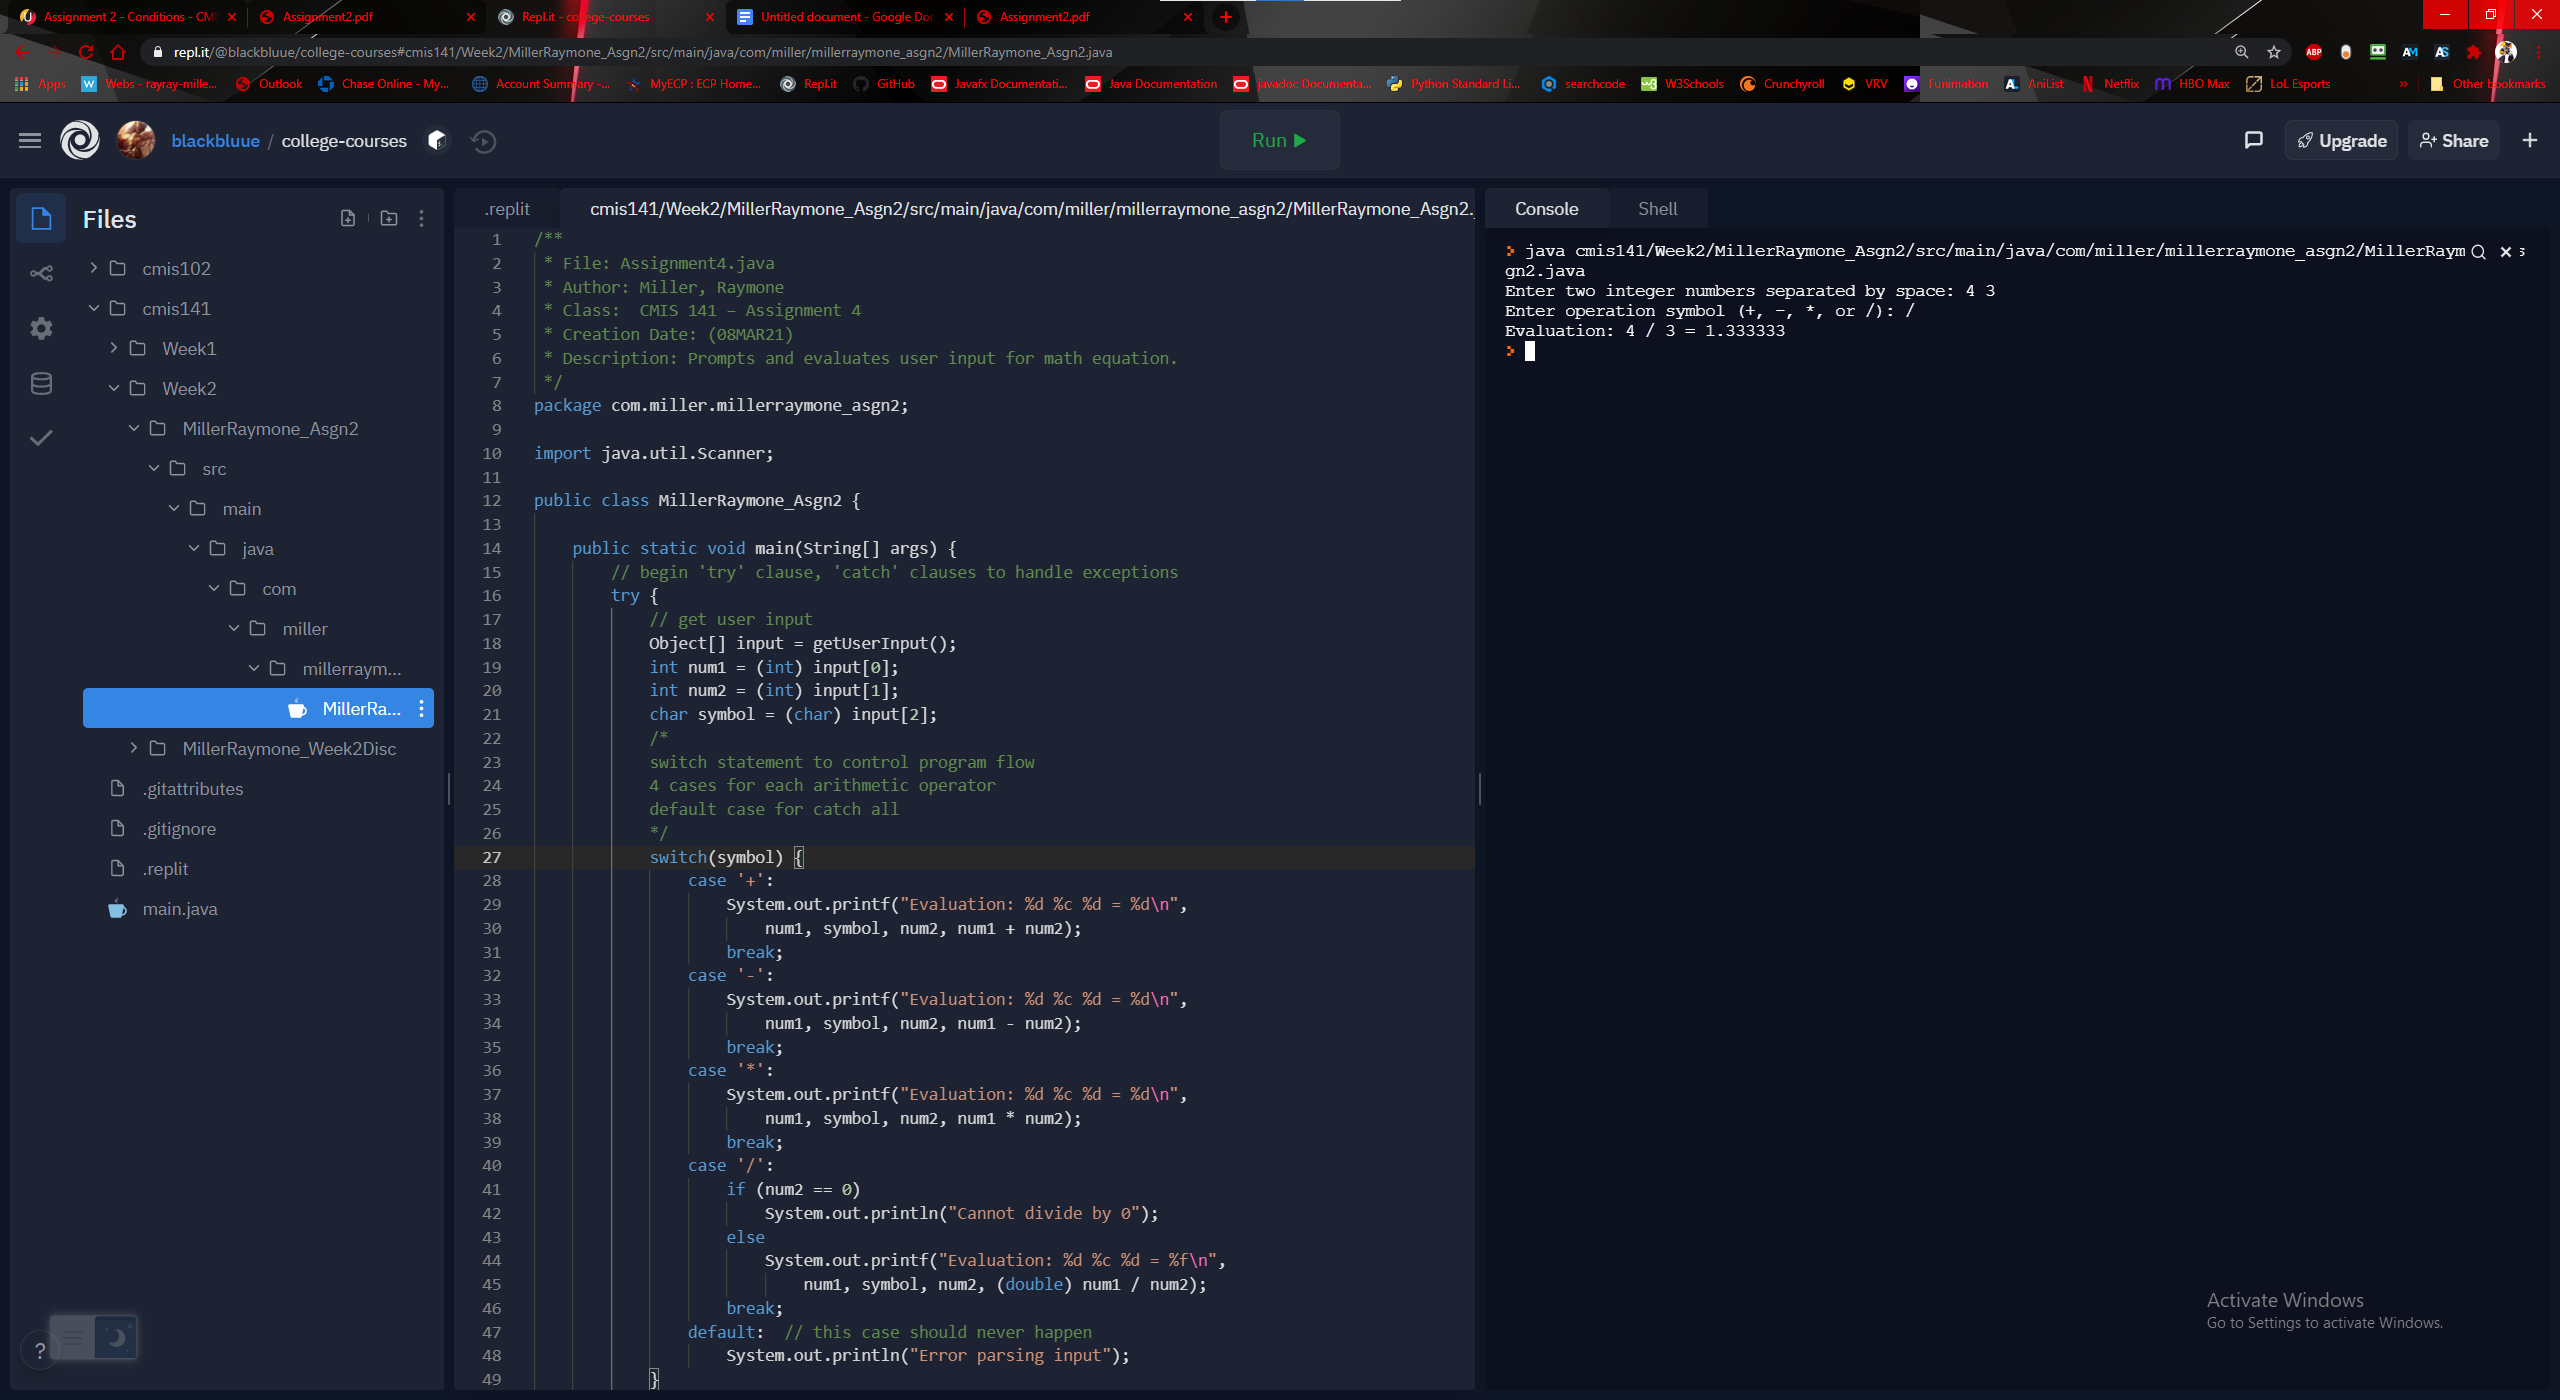 Assignment 2 - Conditions - CMI
Assignment2.pdf
Repl.it - college-courses
Untitled document - Google Doc
Assignment2.pdf
repl.it/@blackbluue/college-courses#cmis141/Week2/MillerRaymone_Asgn2/src/main/java/com/miller/millerraymone_asgn2/MillerRaymone_Asgn2.java
ABP
AM
AS
Apps
Webs - rayray-mille...
Outlook
Chase Online - My...
Account Summary -...
MyECP : ECP Home...
Repl.it
GitHub
Javafx Documentati...
Java Documentation
javadoc Documenta...
Python Standard Li...
searchcode
W3Schools
Crunchyroll
VRV
Funimation
AniList
Netflix
HBO Max
LoL Esports
»
Other bookmarks
blackbluue / college-courses
Run
Upgrade
Share
Files
cmis102
cmis141
Week1
Week2
MillerRaymone_Asgn2
src
main
java
com
miller
millerraym...
MillerRa...
MillerRaymone_Week2Disc
.gitattributes
.gitignore
.replit
main.java
?
.replit
cmis141/Week2/MillerRaymone_Asgn2/src/main/java/com/miller/millerraymone_asgn2/MillerRaymone_Asgn2.
1 /**
2 * File: Assignment4.java
3 * Author: Miller, Raymone
4 * Class:  CMIS 141 – Assignment 4
5 * Creation Date: (08MAR21)
6 * Description: Prompts and evaluates user input for math equation.
7 */
8 package com.miller.millerraymone_asgn2;
9
10 import java.util.Scanner;
11
12 public class MillerRaymone_Asgn2 {
13
14 public static void main(String[] args) {
15 // begin 'try' clause, 'catch' clauses to handle exceptions
16 try {
17 // get user input
18 Object[] input = getUserInput();
19 int num1 = (int) input[0];
20 int num2 = (int) input[1];
21 char symbol = (char) input[2];
22 /*
23 switch statement to control program flow
24 4 cases for each arithmetic operator
25 default case for catch all
26 */
27 switch(symbol) {
28 case '+':
29 System.out.printf("Evaluation: %d %c %d = %d\n",
30 num1, symbol, num2, num1 + num2);
31 break;
32 case '-':
33 System.out.printf("Evaluation: %d %c %d = %d\n",
34 num1, symbol, num2, num1 - num2);
35 break;
36 case '*':
37 System.out.printf("Evaluation: %d %c %d = %d\n",
38 num1, symbol, num2, num1 * num2);
39 break;
40 case '/':
41 if (num2 == 0)
42 System.out.println("Cannot divide by 0");
43 else
44 System.out.printf("Evaluation: %d %c %d = %f\n",
45 num1, symbol, num2, (double) num1 / num2);
46 break;
47 default:  // this case should never happen
48 System.out.println("Error parsing input");
49 }
Console
Shell
java cmis141/Week2/MillerRaymone_Asgn2/src/main/java/com/miller/millerraymone_asgn2/MillerRaym s
gn2.java
Enter two integer numbers separated by space: 4 3
Enter operation symbol (+, -, *, or /): /
Evaluation: 4 / 3 = 1.333333
Activate Windows
Go to Settings to activate Windows.